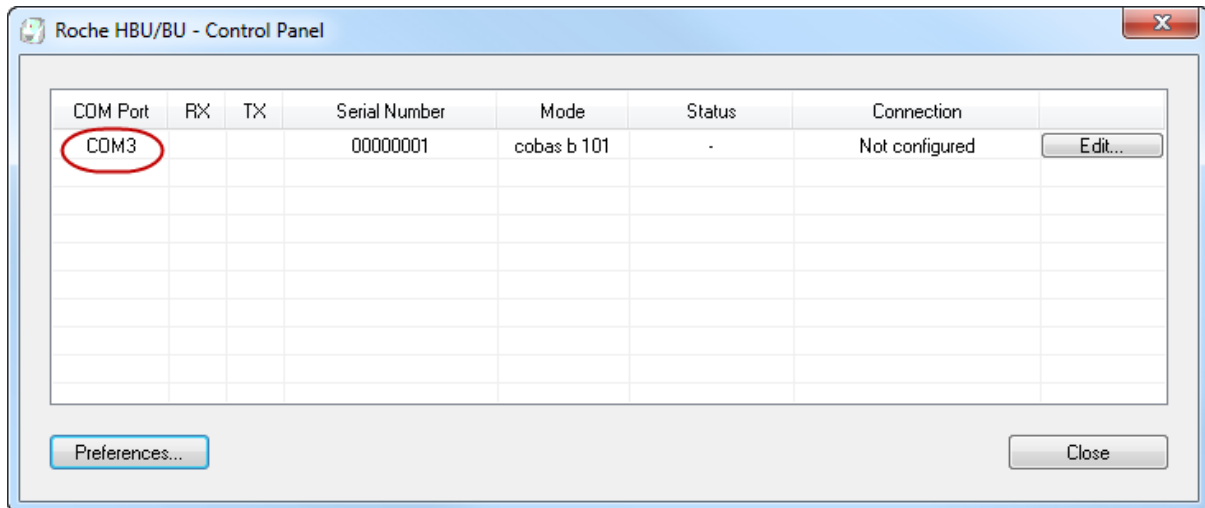 Roche HBU/BU - Control Panel
COM Port RX TX Serial Number Mode Status Connection
COM3 00000001 cobas b 101 - Not configured Edit...
Preferences... Close